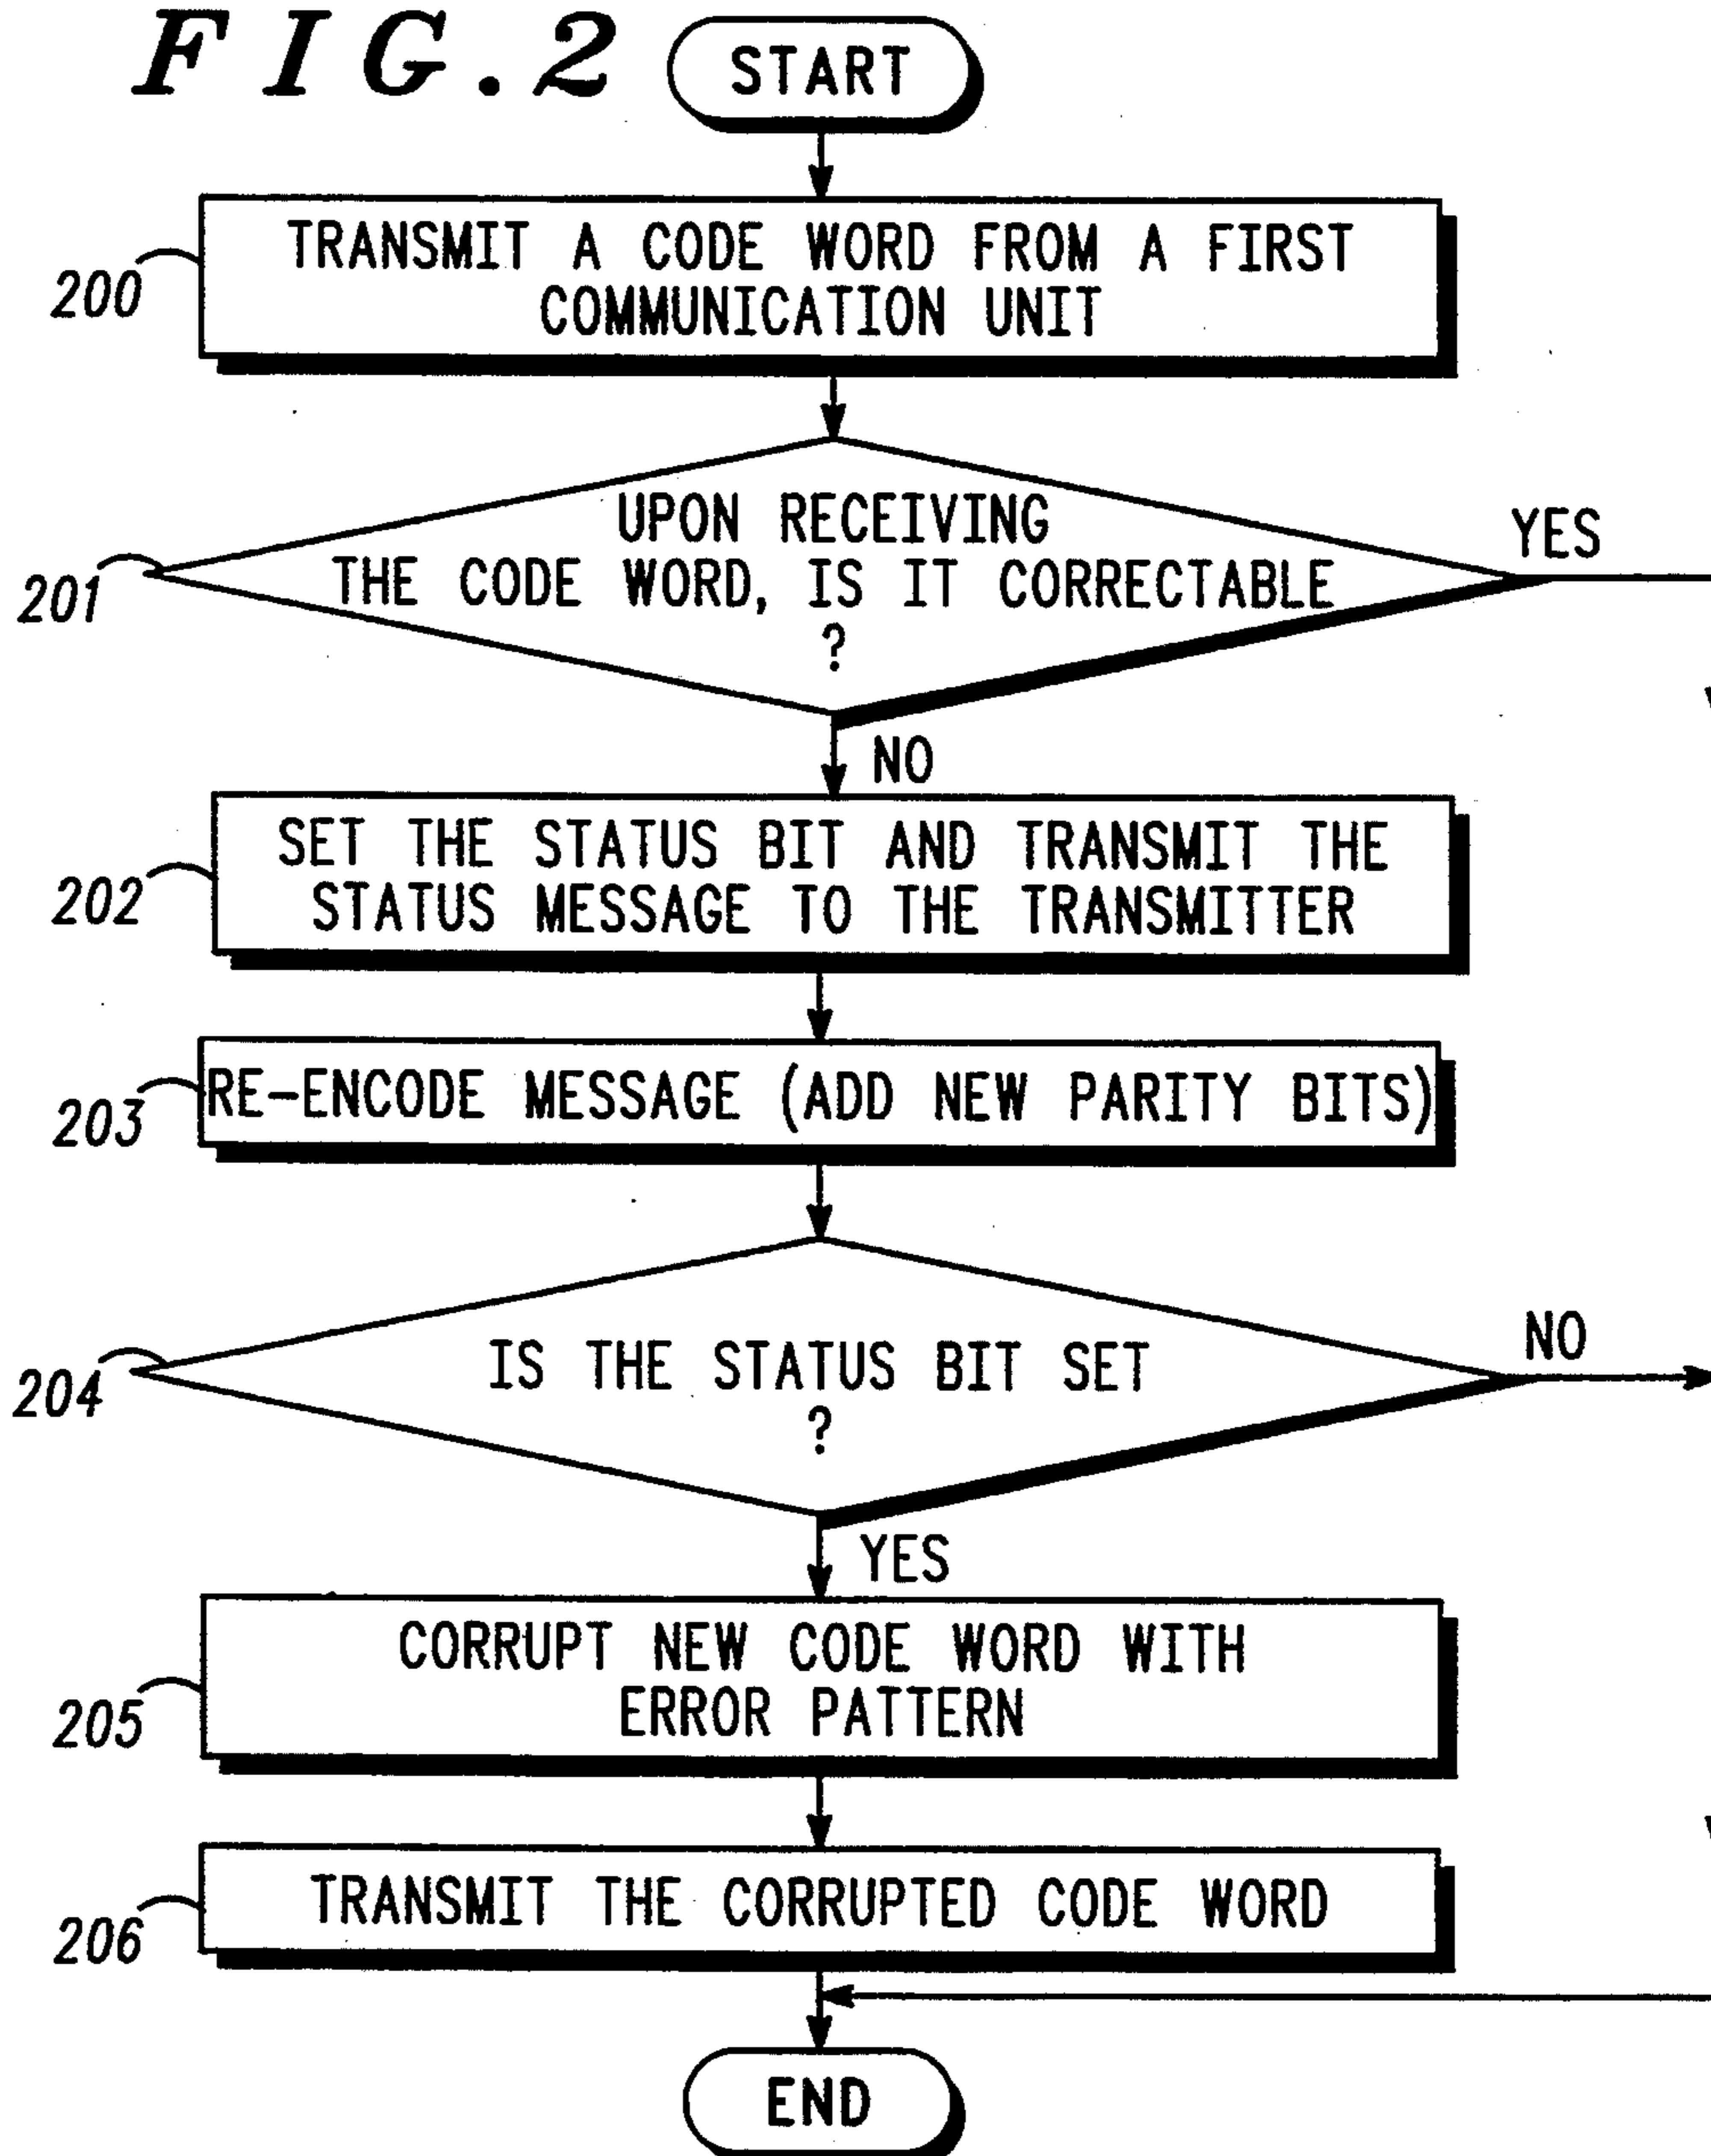 FIG.2
START
200
TRANSMIT A CODE WORD FROM A FIRST
COMMUNICATION UNIT
201
UPON RECEIVING
THE CODE WORD, IS IT CORRECTABLE
?
YES
NO
202
SET THE STATUS BIT AND TRANSMIT THE
STATUS MESSAGE TO THE TRANSMITTER
203
RE-ENCODE MESSAGE (ADD NEW PARITY BITS)
204
IS THE STATUS BIT SET
?
NO
YES
205
CORRUPT NEW CODE WORD WITH
ERROR PATTERN
206
TRANSMIT THE CORRUPTED CODE WORD
END